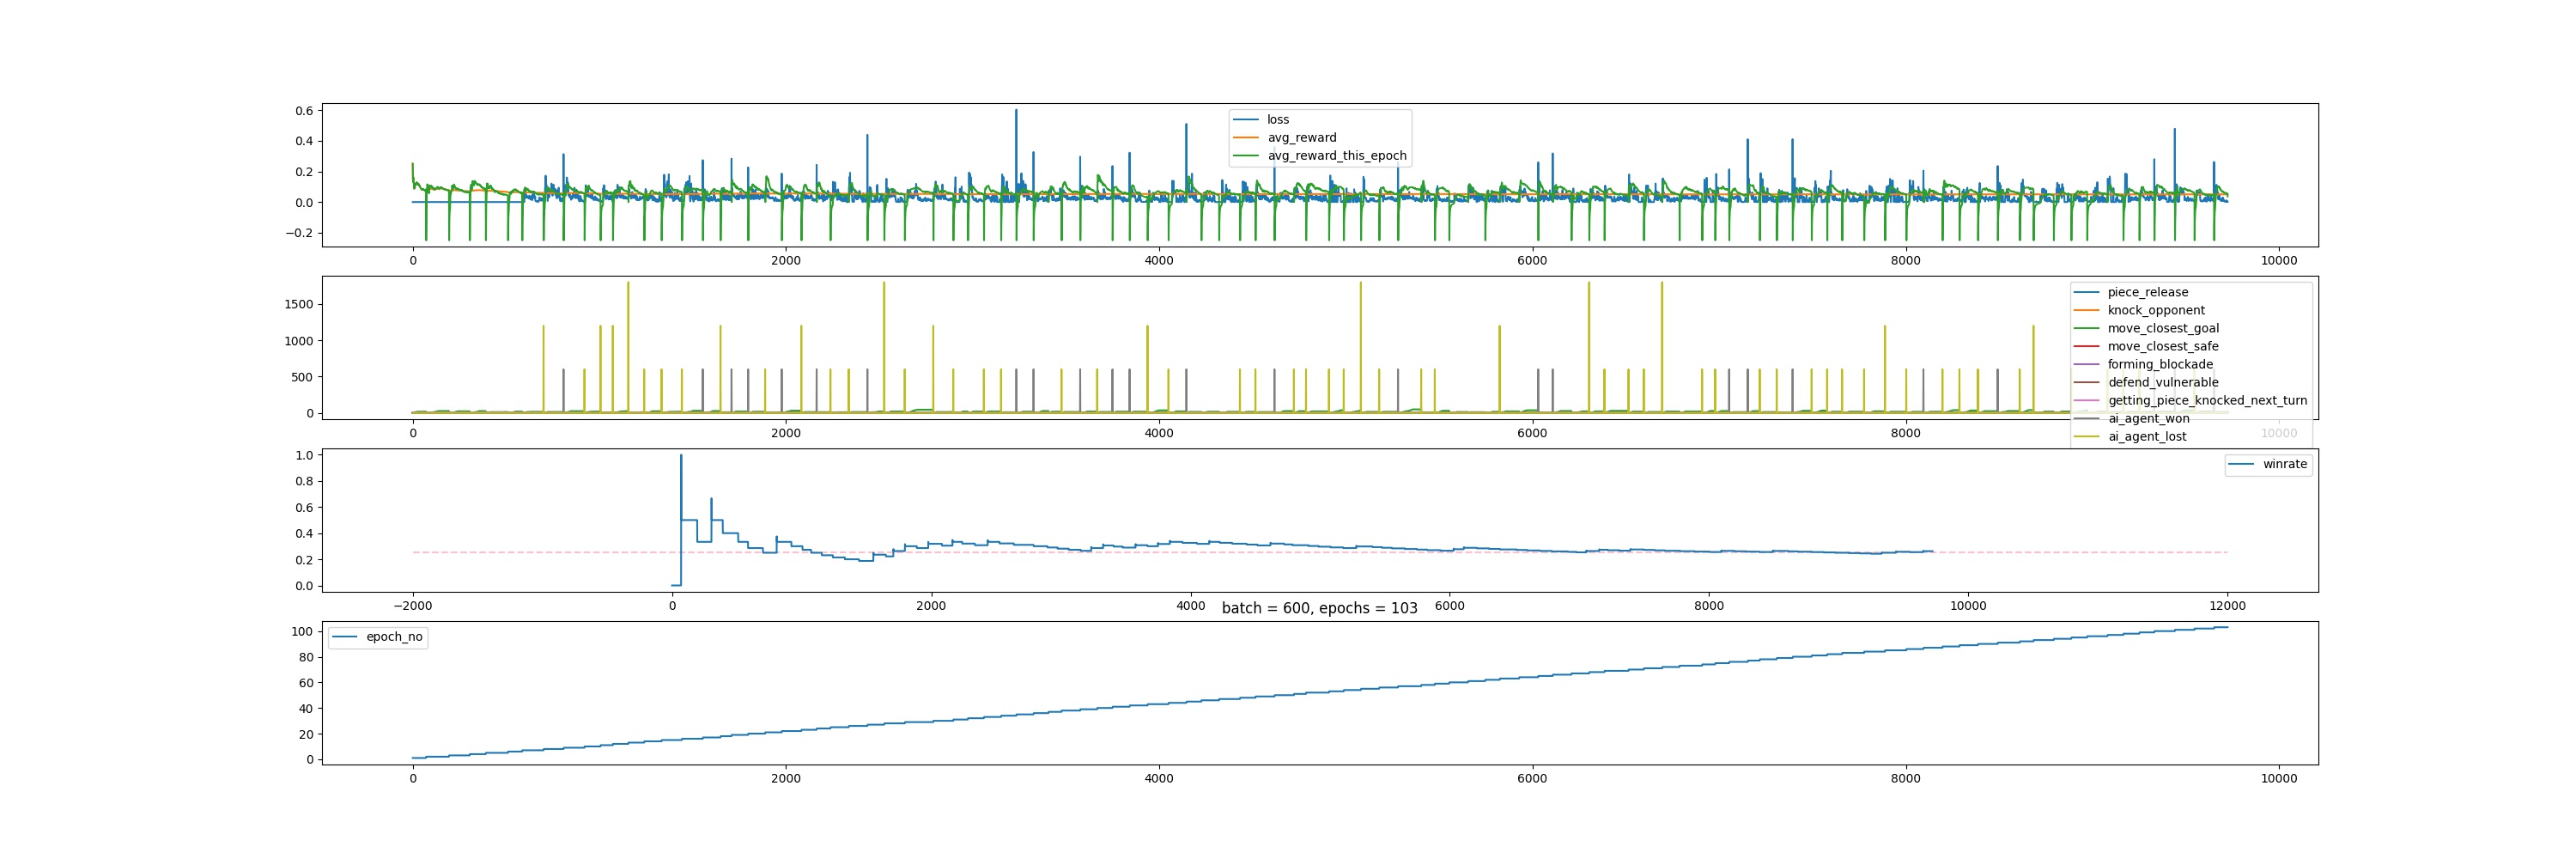 0.6
0.4
0.2
0.0
−0.2
loss
avg_reward
avg_reward_this_epoch
0 2000 4000 6000 8000 10000
1500
1000
500
0
piece_release
knock_opponent
move_closest_goal
move_closest_safe
forming_blockade
defend_vulnerable
getting_piece_knocked_next_turn
ai_agent_won
ai_agent_lost
0 2000 4000 6000 8000 10000
1.0
0.8
0.6
0.4
0.2
0.0
winrate
−2000 0 2000 4000 6000 8000 10000 12000
batch = 600, epochs = 103
100
80
60
40
20
0
epoch_no
0 2000 4000 6000 8000 10000